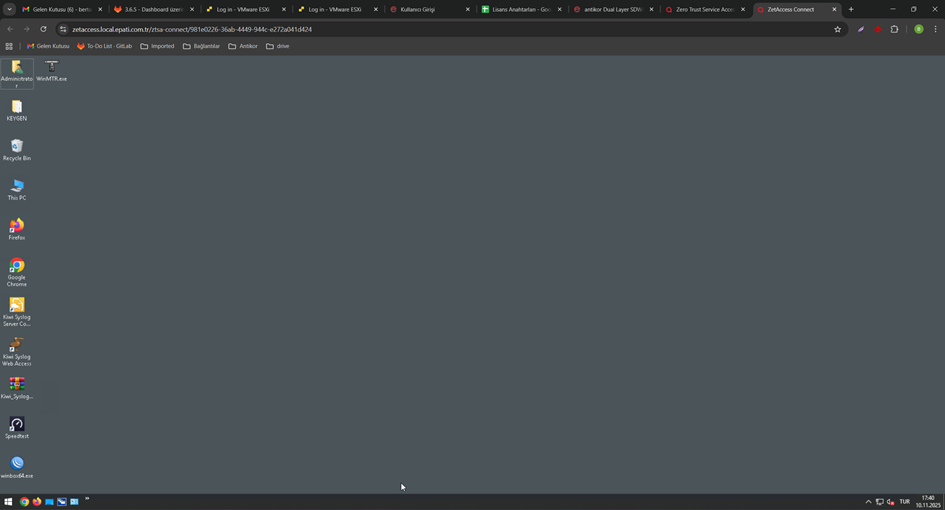 Gelen Kutusu (6) - berna
3.6.5 - Dashboard üzerin
Log in - VMware ESXi
Log in - VMware ESXi
Kullanıcı Girişi
Lisans Anahtarları - Goo
antikor Dual Layer SDW
Zero Trust Service Acce
ZetAccess Connect
zetaccess.local.epati.com.tr/ztsa-connect/981e0226-36ab-4449-944c-e272a041d424
Gelen Kutusu
To-Do List · GitLab
Imported
Bağlantılar
Antikor
drive
Administrato
r
WinMTR.exe
KEYGEN
Recycle Bin
This PC
Firefox
Google
Chrome
Kiwi Syslog
Server Co...
Kiwi Syslog
Web Access
Kiwi_Syslog...
Speedtest
winbox64.exe
TUR
17:40
10.11.2025